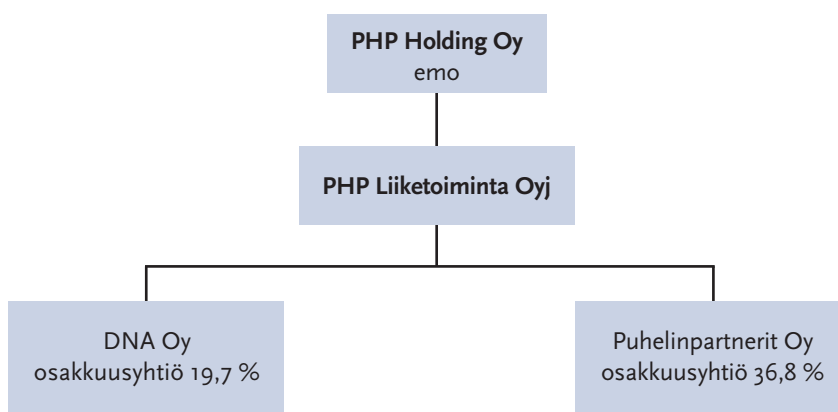 PHP Holding Oy
emo
PHP Liiketoiminta Oyj
DNA Oy
osakkuusyhtiö 19,7 %
Puhelinpartnerit Oy
osakkuusyhtiö 36,8 %